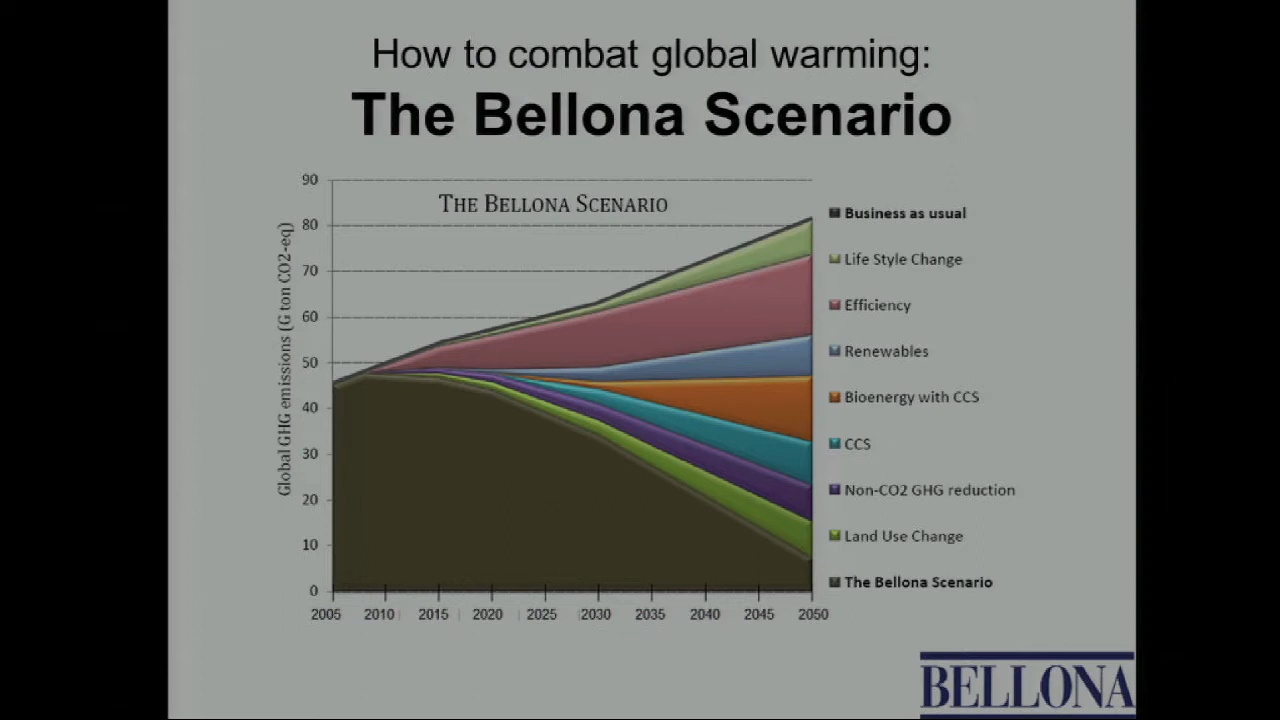 How to combat global warming:
The Bellona Scenario
THE BELLONA SCENARIO
Global GHG emissions (G ton CO2-eq)
90
80
70
60
50
40
30
20
10
0
2005 2010 2015 2020 2025 2030 2035 2040 2045 2050
Business as usual
Life Style Change
Efficiency
Renewables
Bioenergy with CCS
CCS
Non-CO2 GHG reduction
Land Use Change
The Bellona Scenario
BELLONA